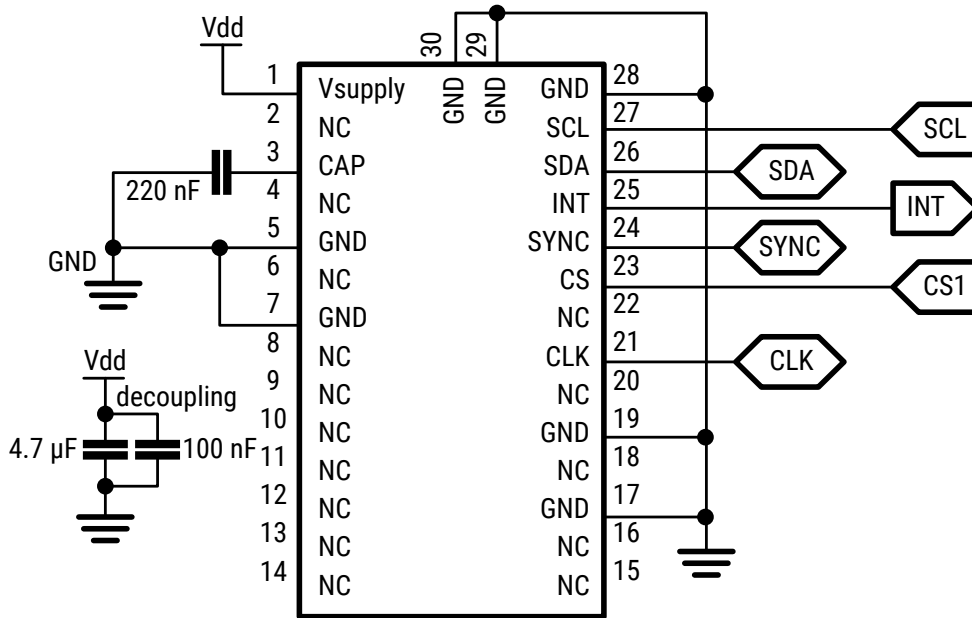 Vdd
30
29
1
Vsupply
GND
GND
GND
28
2
NC
SCL
27
SCL
3
CAP
SDA
26
SDA
220 nF
4
NC
INT
25
INT
5
GND
SYNC
24
SYNC
GND
6
NC
CS
23
CS1
7
GND
NC
22
8
NC
CLK
21
CLK
Vdd
9
NC
NC
20
decoupling
10
NC
GND
19
4.7 µF
100 nF
11
NC
NC
18
12
NC
GND
17
13
NC
NC
16
14
NC
NC
15